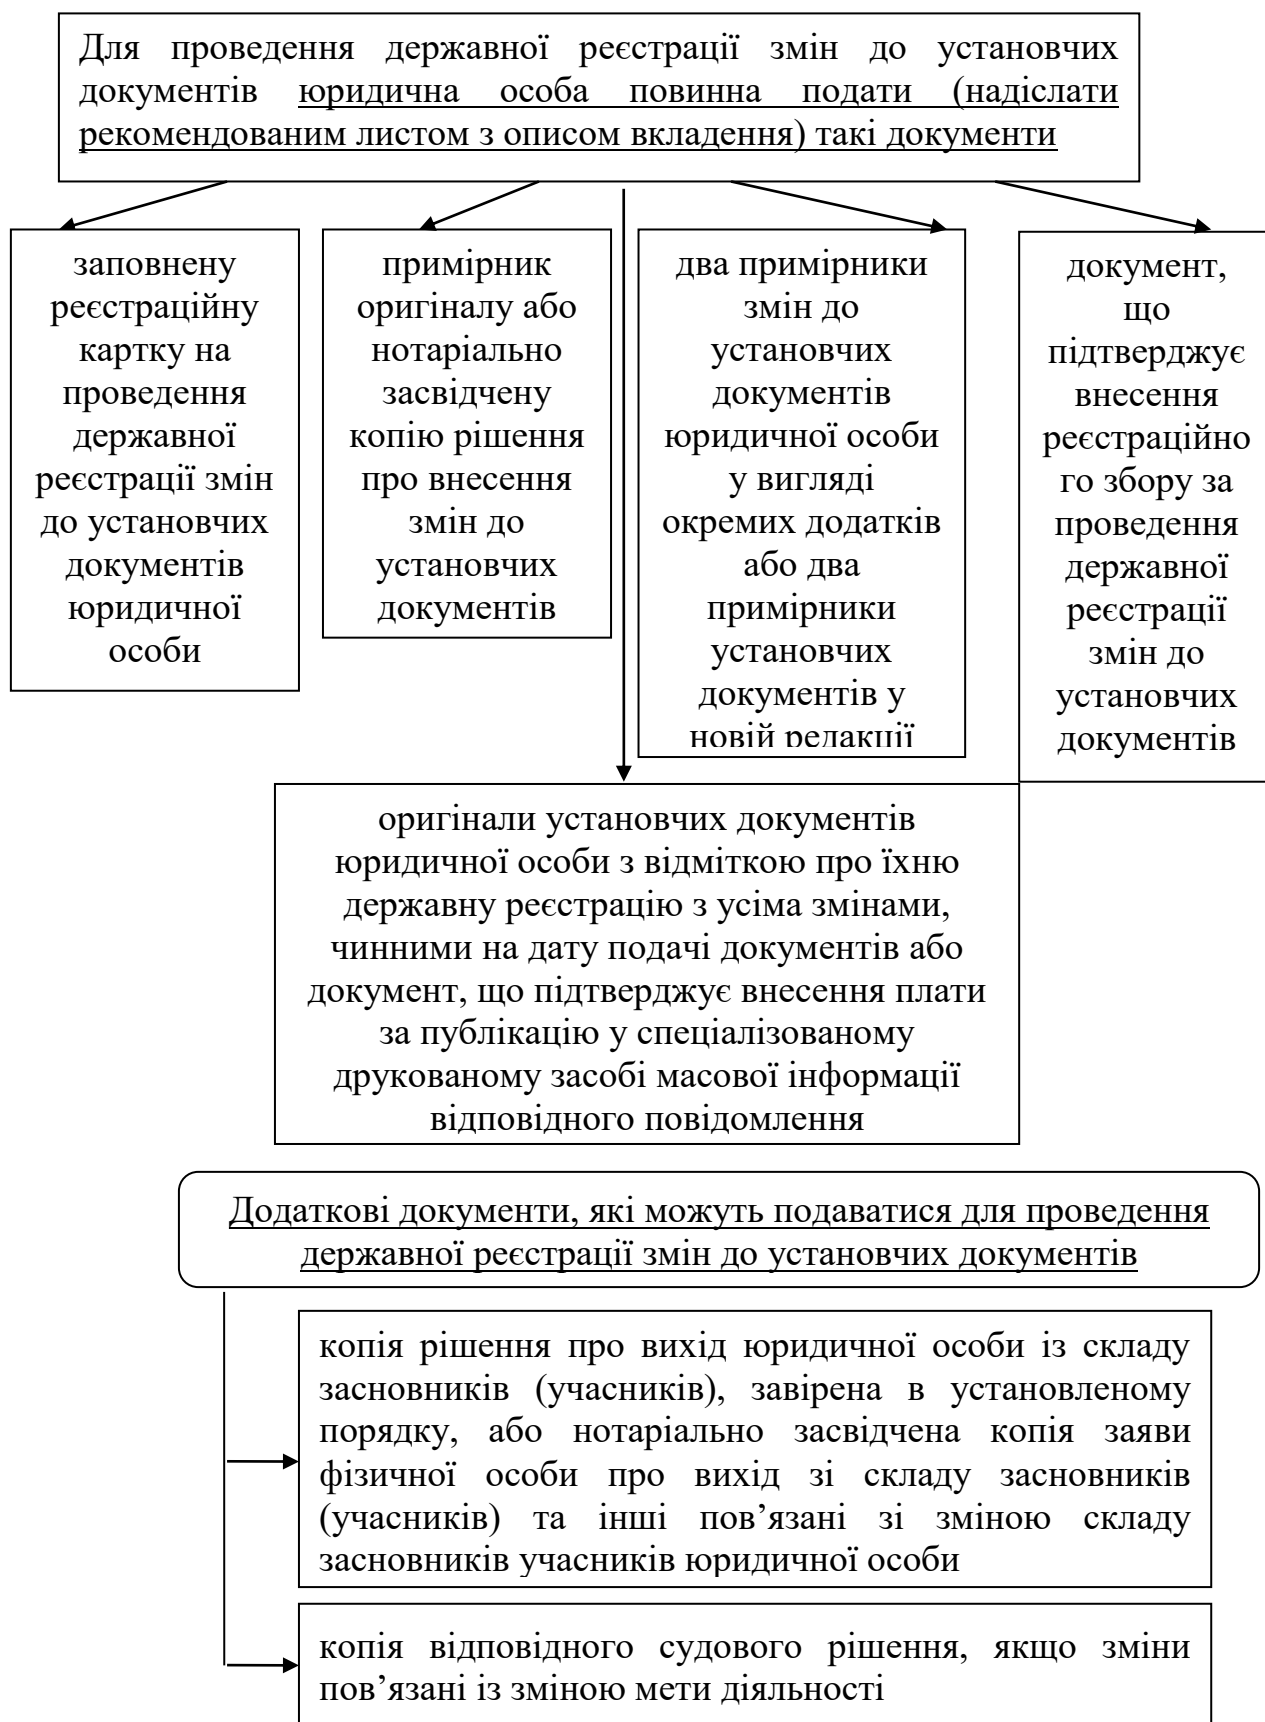 Для проведення державної реєстрації змін до установчих
документів юридична особа повинна подати (надіслати
рекомендованим листом з описом вкладення) такі документи
заповнену
реєстраційну
картку на
проведення
державної
реєстрації змін
до установчих
документів
юридичної
особи
примірник
оригіналу або
нотаріально
засвідчену
копію рішення
про внесення
змін до
установчих
документів
два примірники
змін до
установчих
документів
юридичної особи
у вигляді
окремих додатків
або два
примірники
установчих
документів у
новій редакції
документ,
що
підтверджує
внесення
реєстраційно
го збору за
проведення
державної
реєстрації
змін до
установчих
документів
оригінали установчих документів
юридичної особи з відміткою про їхню
державну реєстрацію з усіма змінами,
чинними на дату подачі документів або
документ, що підтверджує внесення плати
за публікацію у спеціалізованому
друкованому засобі масової інформації
відповідного повідомлення
Додаткові документи, які можуть подаватися для проведення
державної реєстрації змін до установчих документів
копія рішення про вихід юридичної особи із складу
засновників (учасників), завірена в установленому
порядку, або нотаріально засвідчена копія заяви
фізичної особи про вихід зі складу засновників
(учасників) та інші пов’язані зі зміною складу
засновників учасників юридичної особи
копія відповідного судового рішення, якщо зміни
пов’язані із зміною мети діяльності